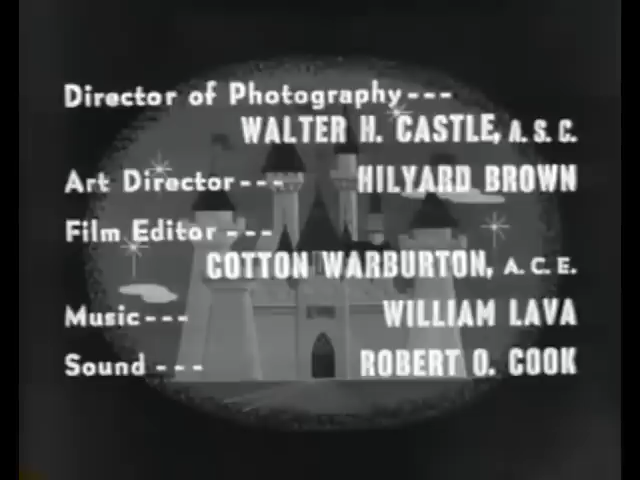 Director of Photography---
WALTER H. CASTLE, A.S.C.
Art Director--- HILYARD BROWN
Film Editor ---
COTTON WARBURTON, A.C.E.
Music--- WILLIAM LAVA
Sound --- ROBERT O. COOK